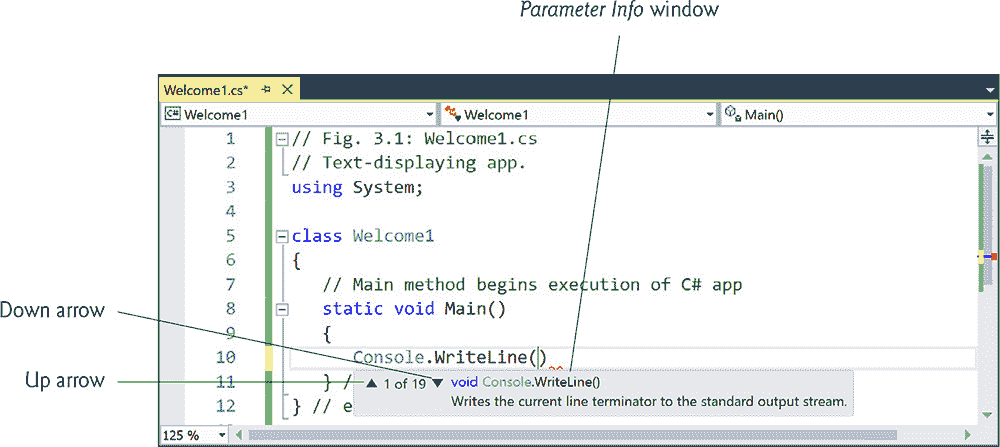 Parameter Info window
Welcome1.cs*
C# Welcome1
Welcome1
Main()
1 // Fig. 3.1: Welcome1.cs
2 // Text-displaying app.
3 using System;
4
5 class Welcome1
6 {
7 // Main method begins execution of C# app
8 static void Main()
9 {
10 Console.WriteLine()
11 } /
12 } // e
Down arrow
Up arrow
1 of 19 void Console.WriteLine()
Writes the current line terminator to the standard output stream.
125 %